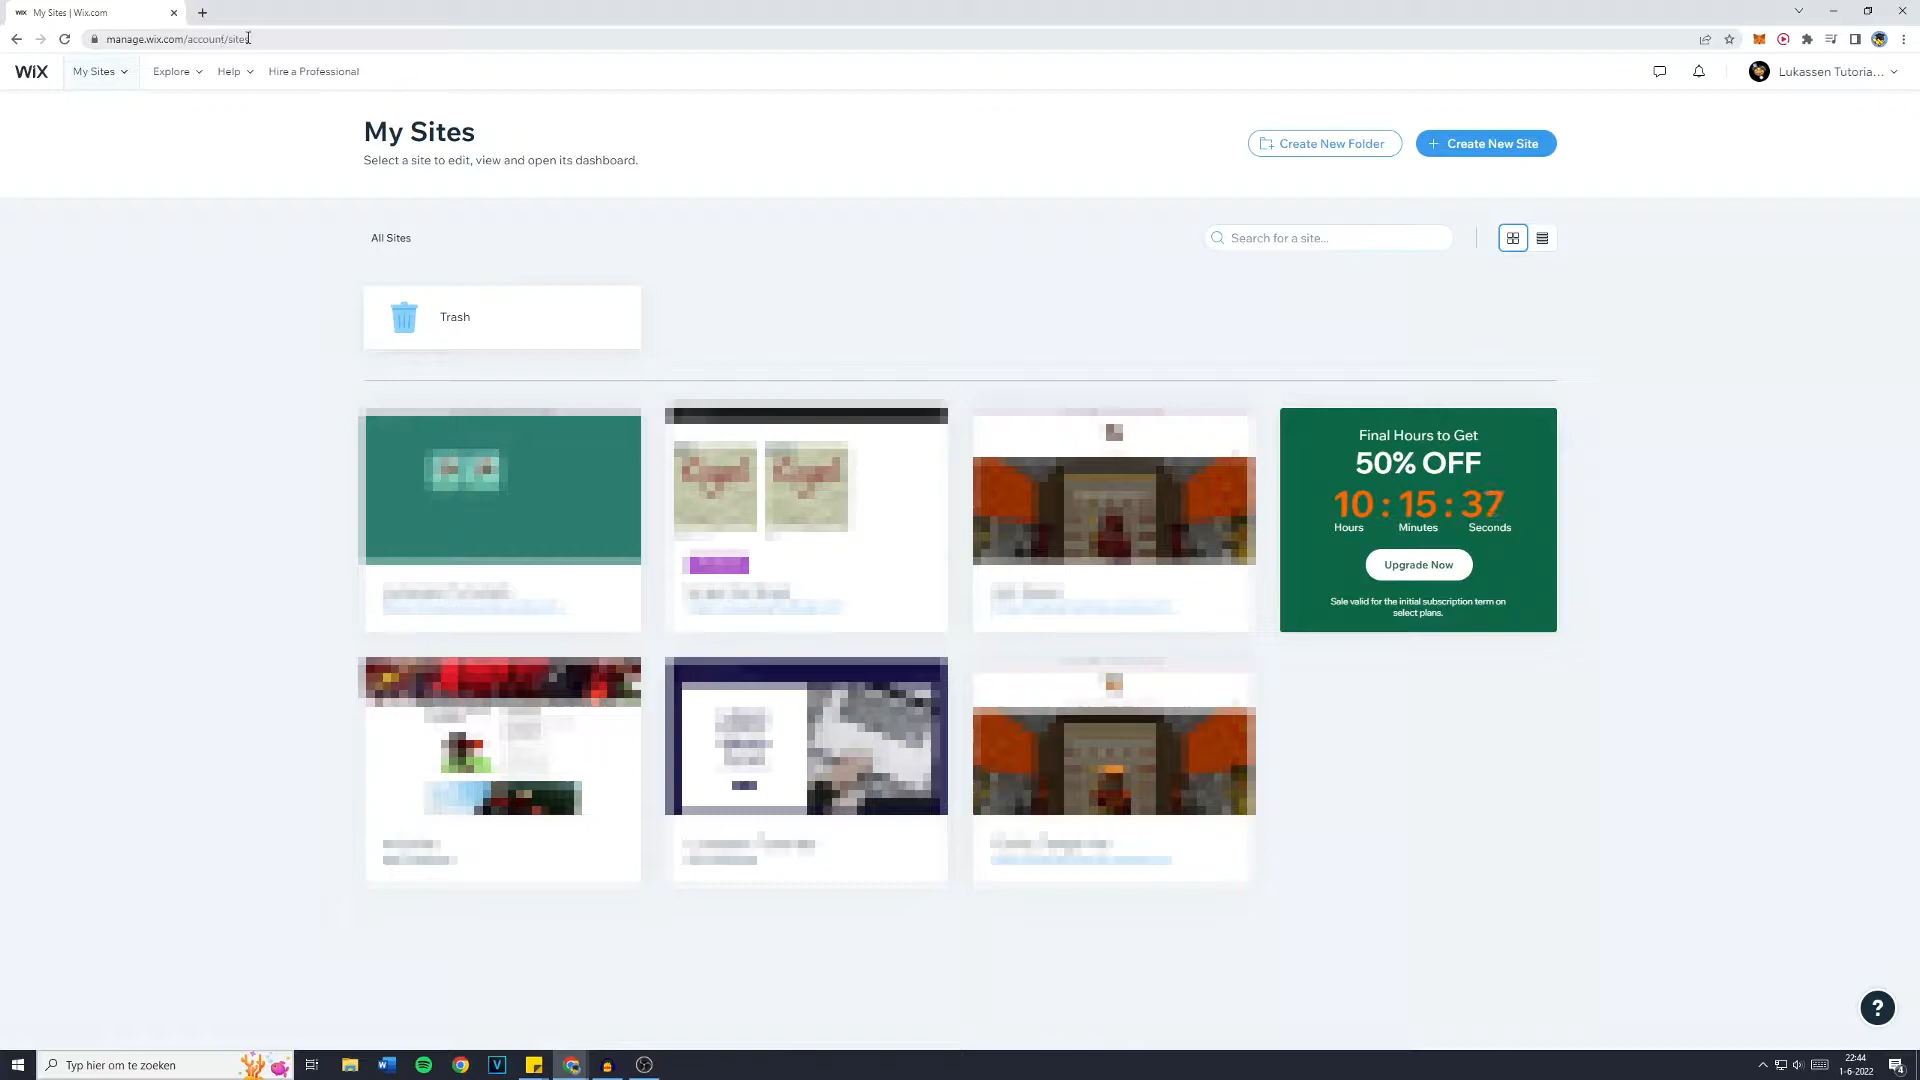 WIX My Sites | Wix.com
manage.wix.com/account/sites
WIX My Sites Explore Help Hire a Professional Lukassen Tutoria...
My Sites
Select a site to edit, view and open its dashboard.
Create New Folder
+ Create New Site
All Sites
Search for a site...
Trash
Final Hours to Get
50% OFF
10 : 15 : 37
Hours Minutes Seconds
Upgrade Now
Sale valid for the initial subscription term on
select plans.
?
Typ hier om te zoeken
22:44
1-6-2022
4